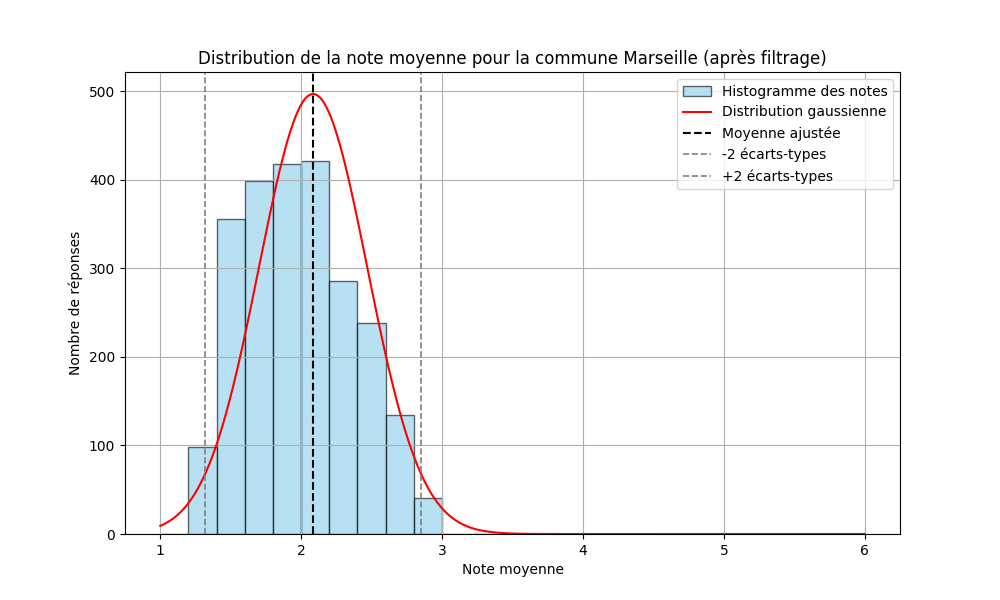 Distribution de la note moyenne pour la commune Marseille (après filtrage)
Histogramme des notes
Distribution gaussienne
Moyenne ajustée
-2 écarts-types
+2 écarts-types
Nombre de réponses
500
400
300
200
100
0
1 2 3 4 5 6
Note moyenne